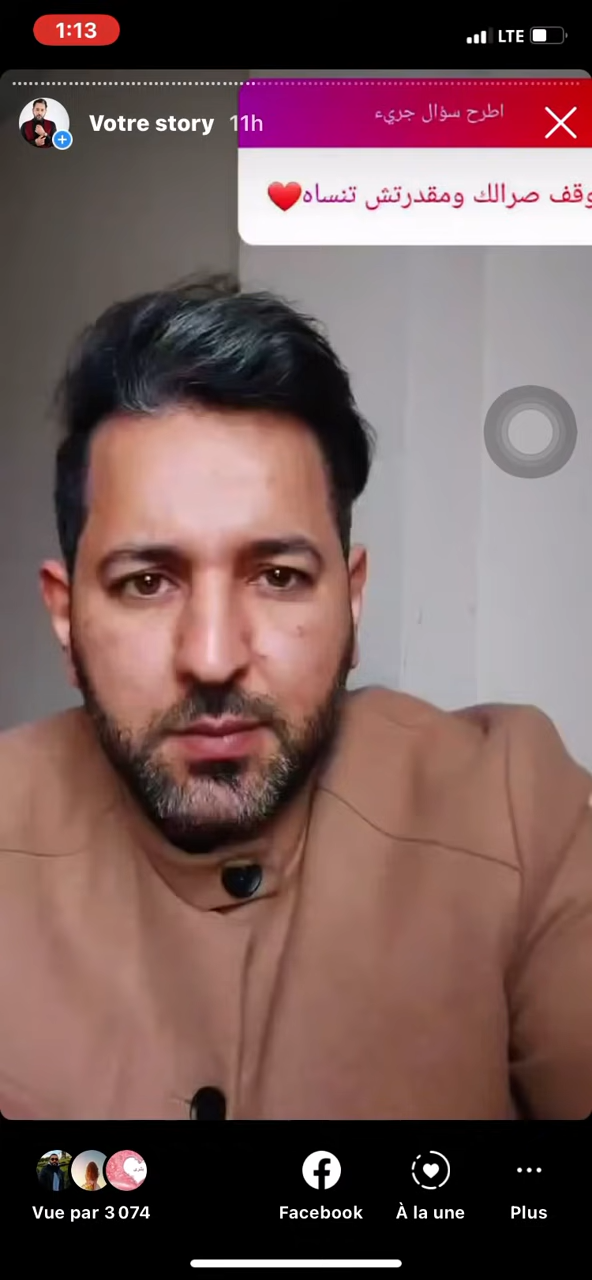 1:13
LTE
Votre story 11h
اطرح سؤال جريء
وقف صرالك ومقدرتش تنساه❤️
Vue par 3 074
Facebook
À la une
Plus